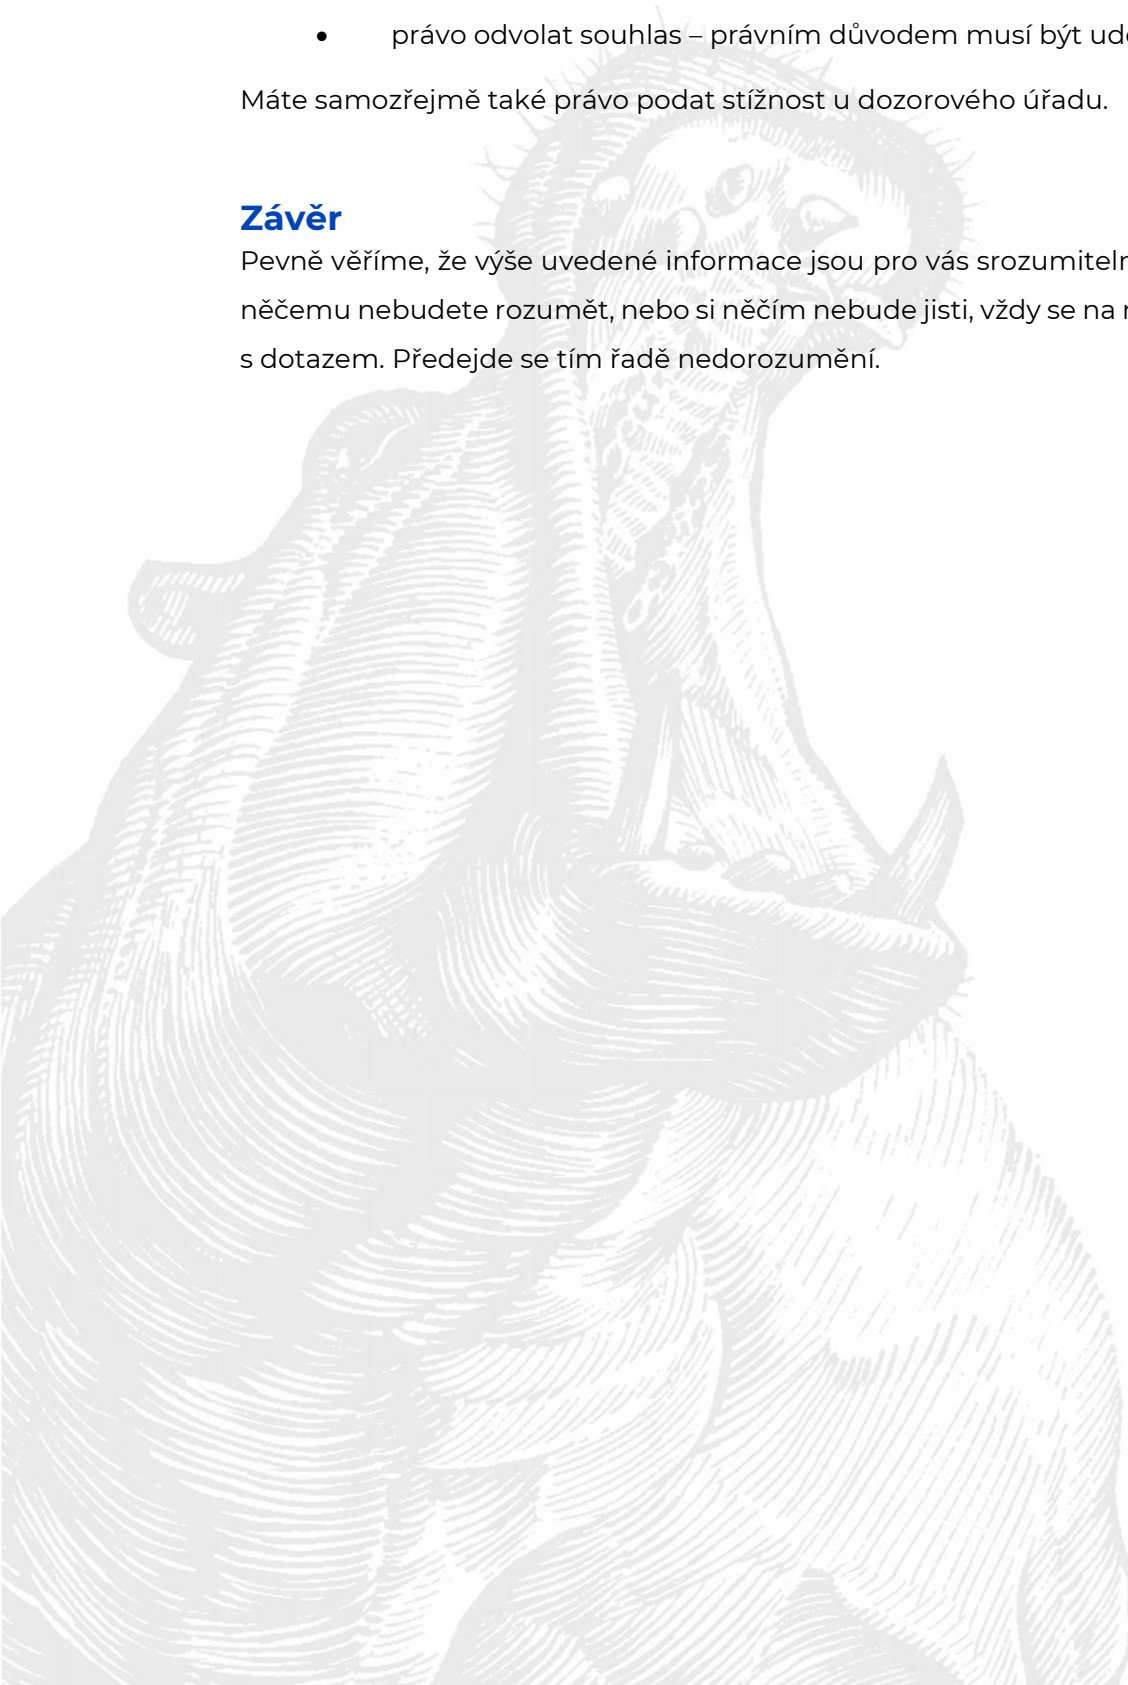 • právo odvolat souhlas – právním důvodem musí být
Máte samozřejmě také právo podat stížnost u dozorového úřadu.
Závěr
Pevně věříme, že výše uvedené informace jsou pro vás
něčemu nebudete rozumět, nebo si něčím nebude jisti, vždy se na
s dotazem. Předejde se tím řadě nedorozumění.